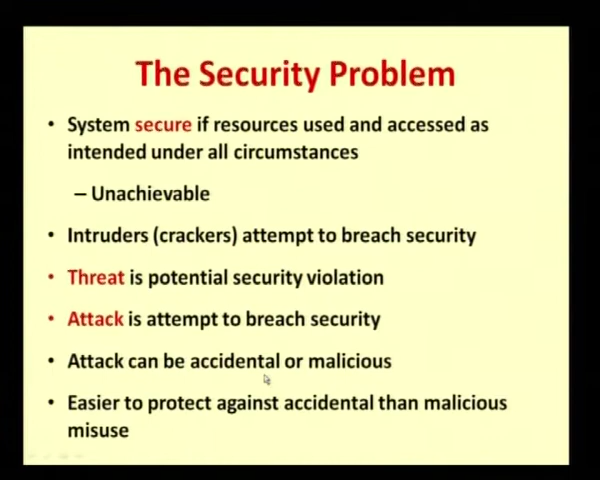 The Security Problem
• System secure if resources used and accessed as
intended under all circumstances
– Unachievable
• Intruders (crackers) attempt to breach security
• Threat is potential security violation
• Attack is attempt to breach security
• Attack can be accidental or malicious
• Easier to protect against accidental than malicious
misuse